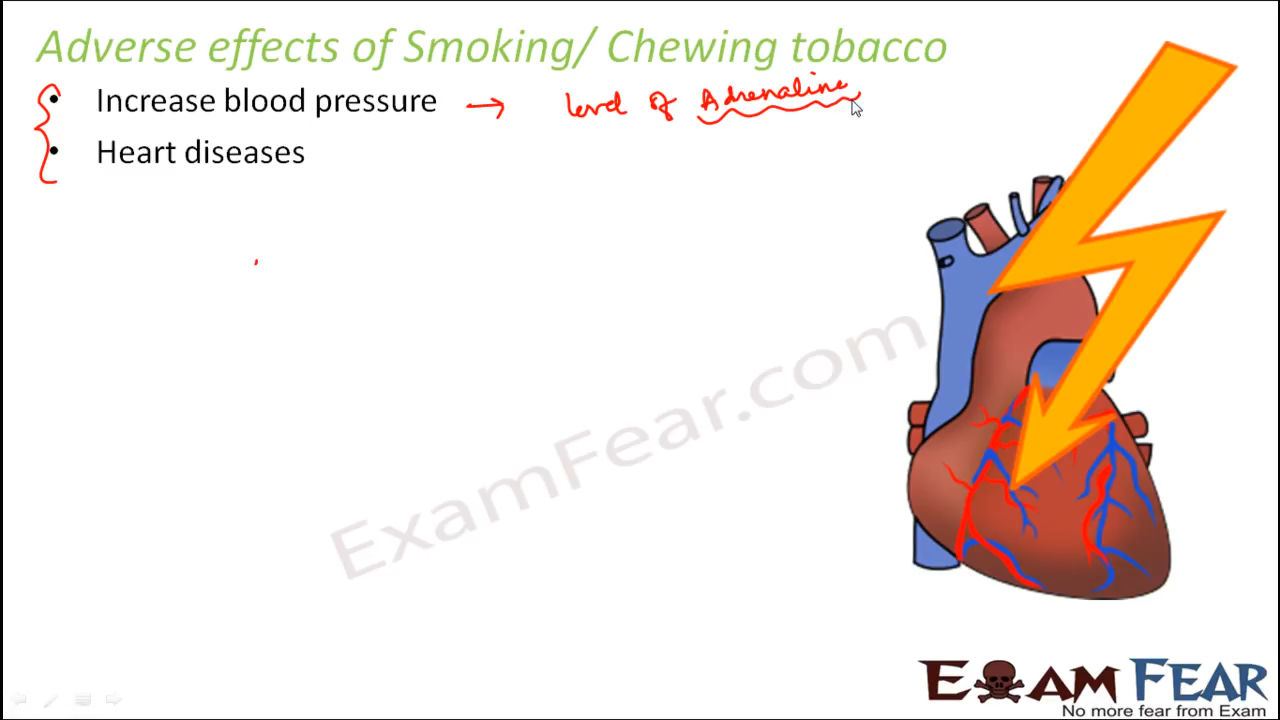 Adverse effects of Smoking/ Chewing tobacco
• Increase blood pressure → level of Adrenaline
• Heart diseases
ExamFear.com
EXAM FEAR
No more fear from Exam